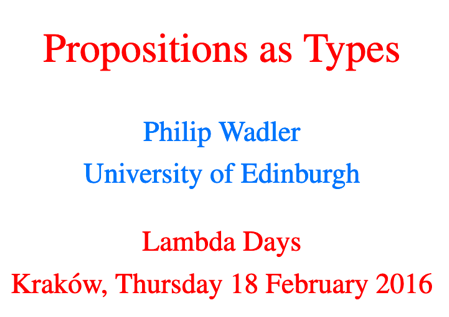 Propositions as Types
Philip Wadler
University of Edinburgh
Lambda Days
Kraków, Thursday 18 February 2016